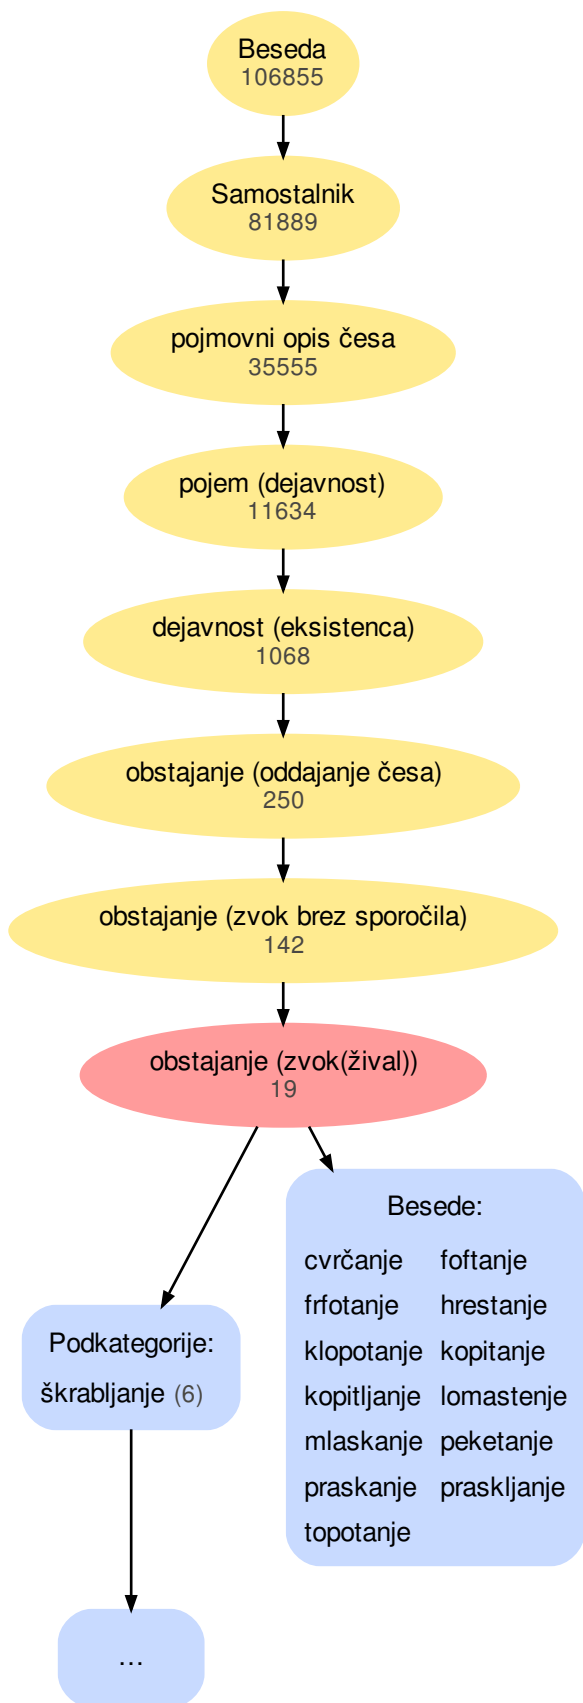 Beseda
106855
Samostalnik
81889
pojmovni opis česa
35555
pojem (dejavnost)
11634
dejavnost (eksistenca)
1068
obstajanje (oddajanje česa)
250
obstajanje (zvok brez sporočila)
142
obstajanje (zvok(žival))
19
Podkategorije:
škrabljanje (6)
...
Besede:
cvrčanje foftanje
frfotanje hrestanje
klopotanje kopitanje
kopitljanje lomastenje
mlaskanje peketanje
praskanje praskljanje
topotanje